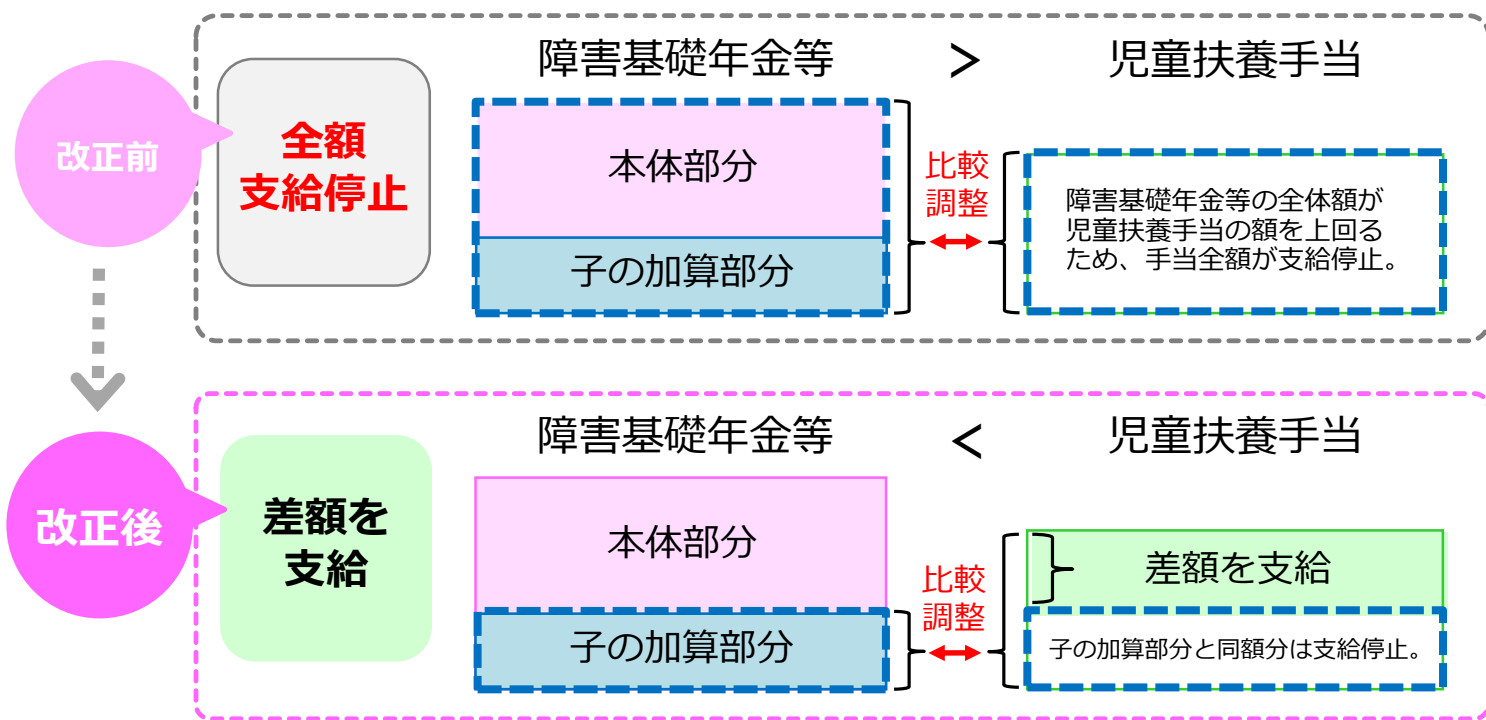 改正前
全額
支給停止
障害基礎年金等 > 児童扶養手当
本体部分
子の加算部分
比較
調整
障害基礎年金等の全体額が
児童扶養手当の額を上回る
ため、手当全額が支給停止。
改正後
差額を
支給
障害基礎年金等 < 児童扶養手当
本体部分
子の加算部分
比較
調整
差額を支給
子の加算部分と同額分は支給停止。